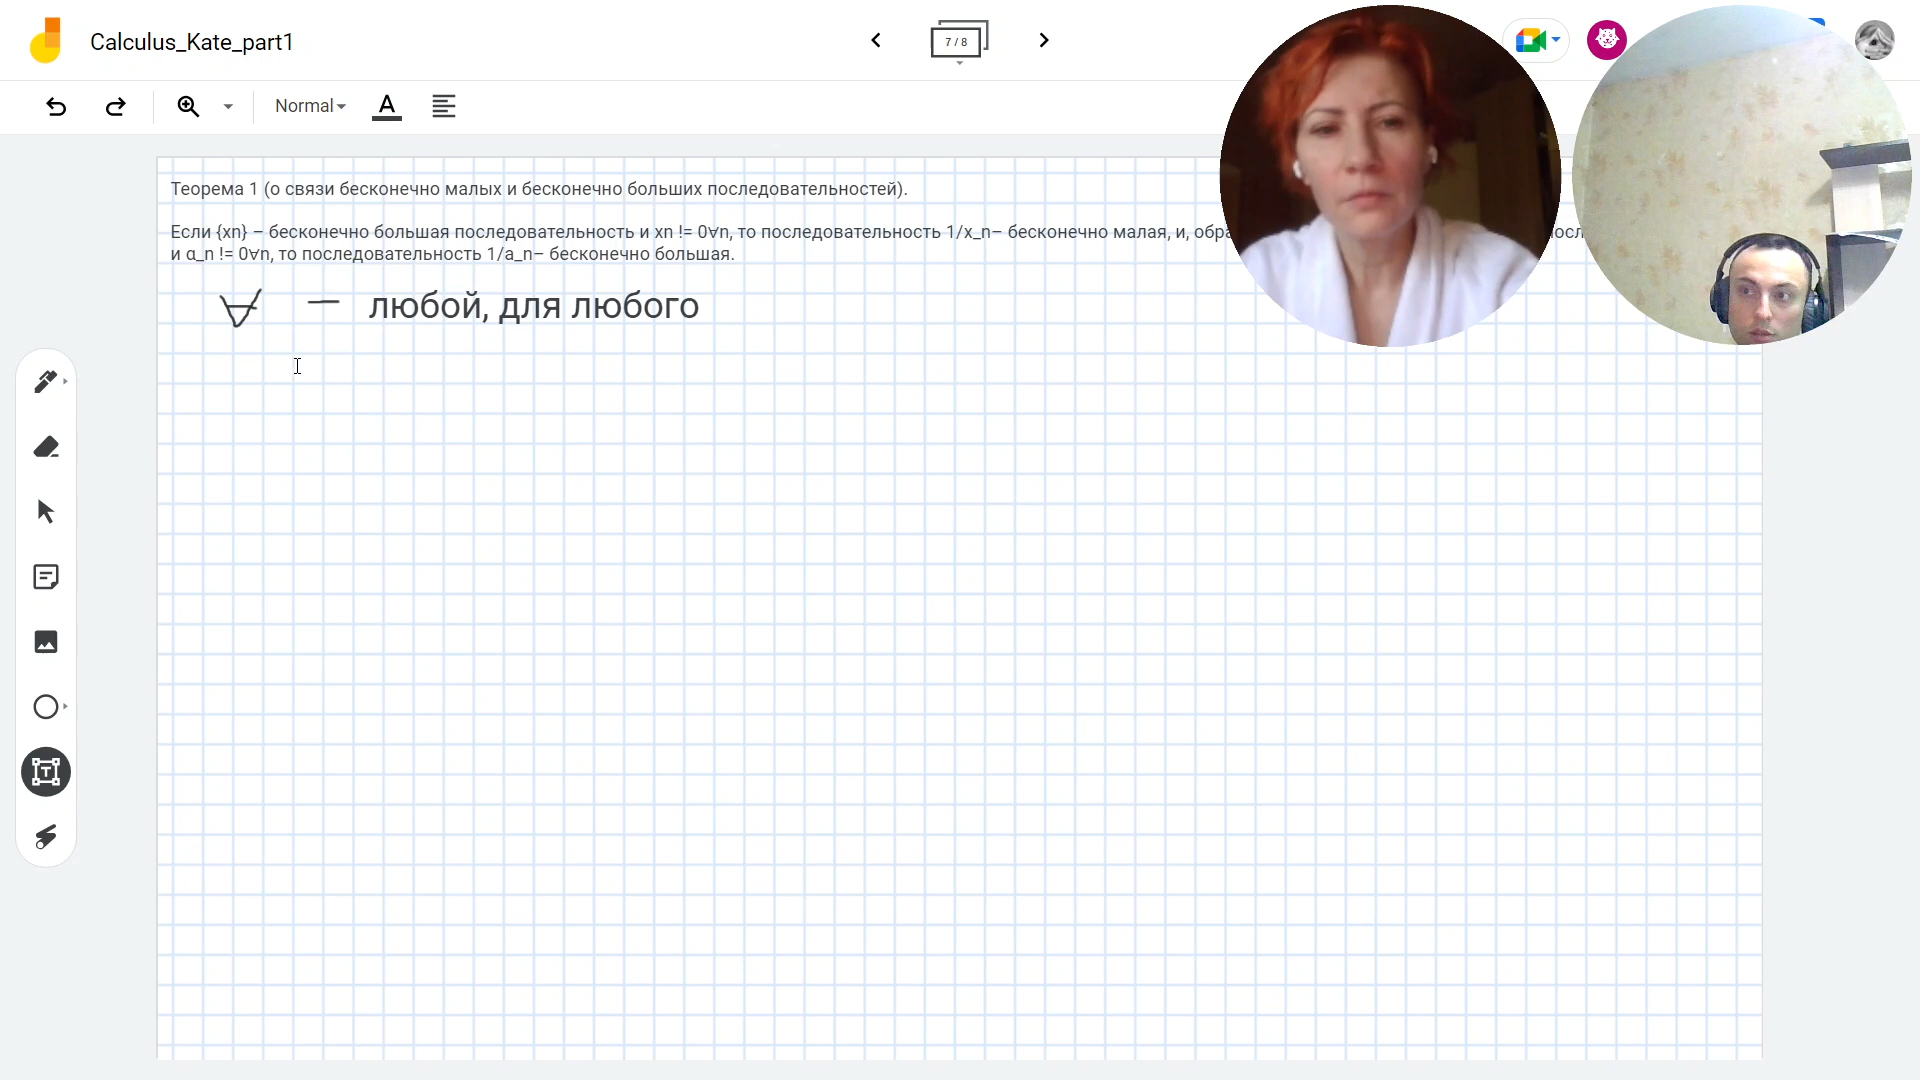 Calculus_Kate_part1
7 / 8
Normal
Теорема 1 (о связи бесконечно малых и бесконечно больших последовательностей).
Если {xn} – бесконечно большая последовательность и xn != 0∀n, то последовательность 1/x_n– бесконечно малая, и,
и α_n != 0∀n, то последовательность 1/a_n– бесконечно большая.
∀ — любой, для любого